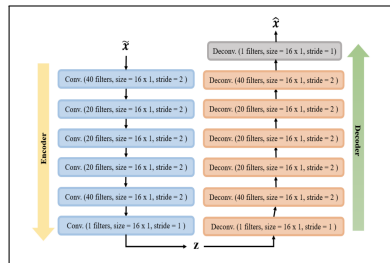 x̃
x̂
Encoder
Conv. (40 filters, size = 16 x 1, stride = 2 )
Conv. (20 filters, size = 16 x 1, stride = 2 )
Conv. (20 filters, size = 16 x 1, stride = 2 )
Conv. (20 filters, size = 16 x 1, stride = 2 )
Conv. (40 filters, size = 16 x 1, stride = 2 )
Conv. (1 filters, size = 16 x 1, stride = 1 )
z
Deconv. (1 filters, size = 16 x 1, stride = 1)
Deconv. (40 filters, size = 16 x 1, stride = 2 )
Deconv. (20 filters, size = 16 x 1, stride = 2 )
Deconv. (20 filters, size = 16 x 1, stride = 2 )
Deconv. (20 filters, size = 16 x 1, stride = 2 )
Deconv. (40 filters, size = 16 x 1, stride = 2 )
Deconv. (1 filters, size = 16 x 1, stride = 1 )
Decoder